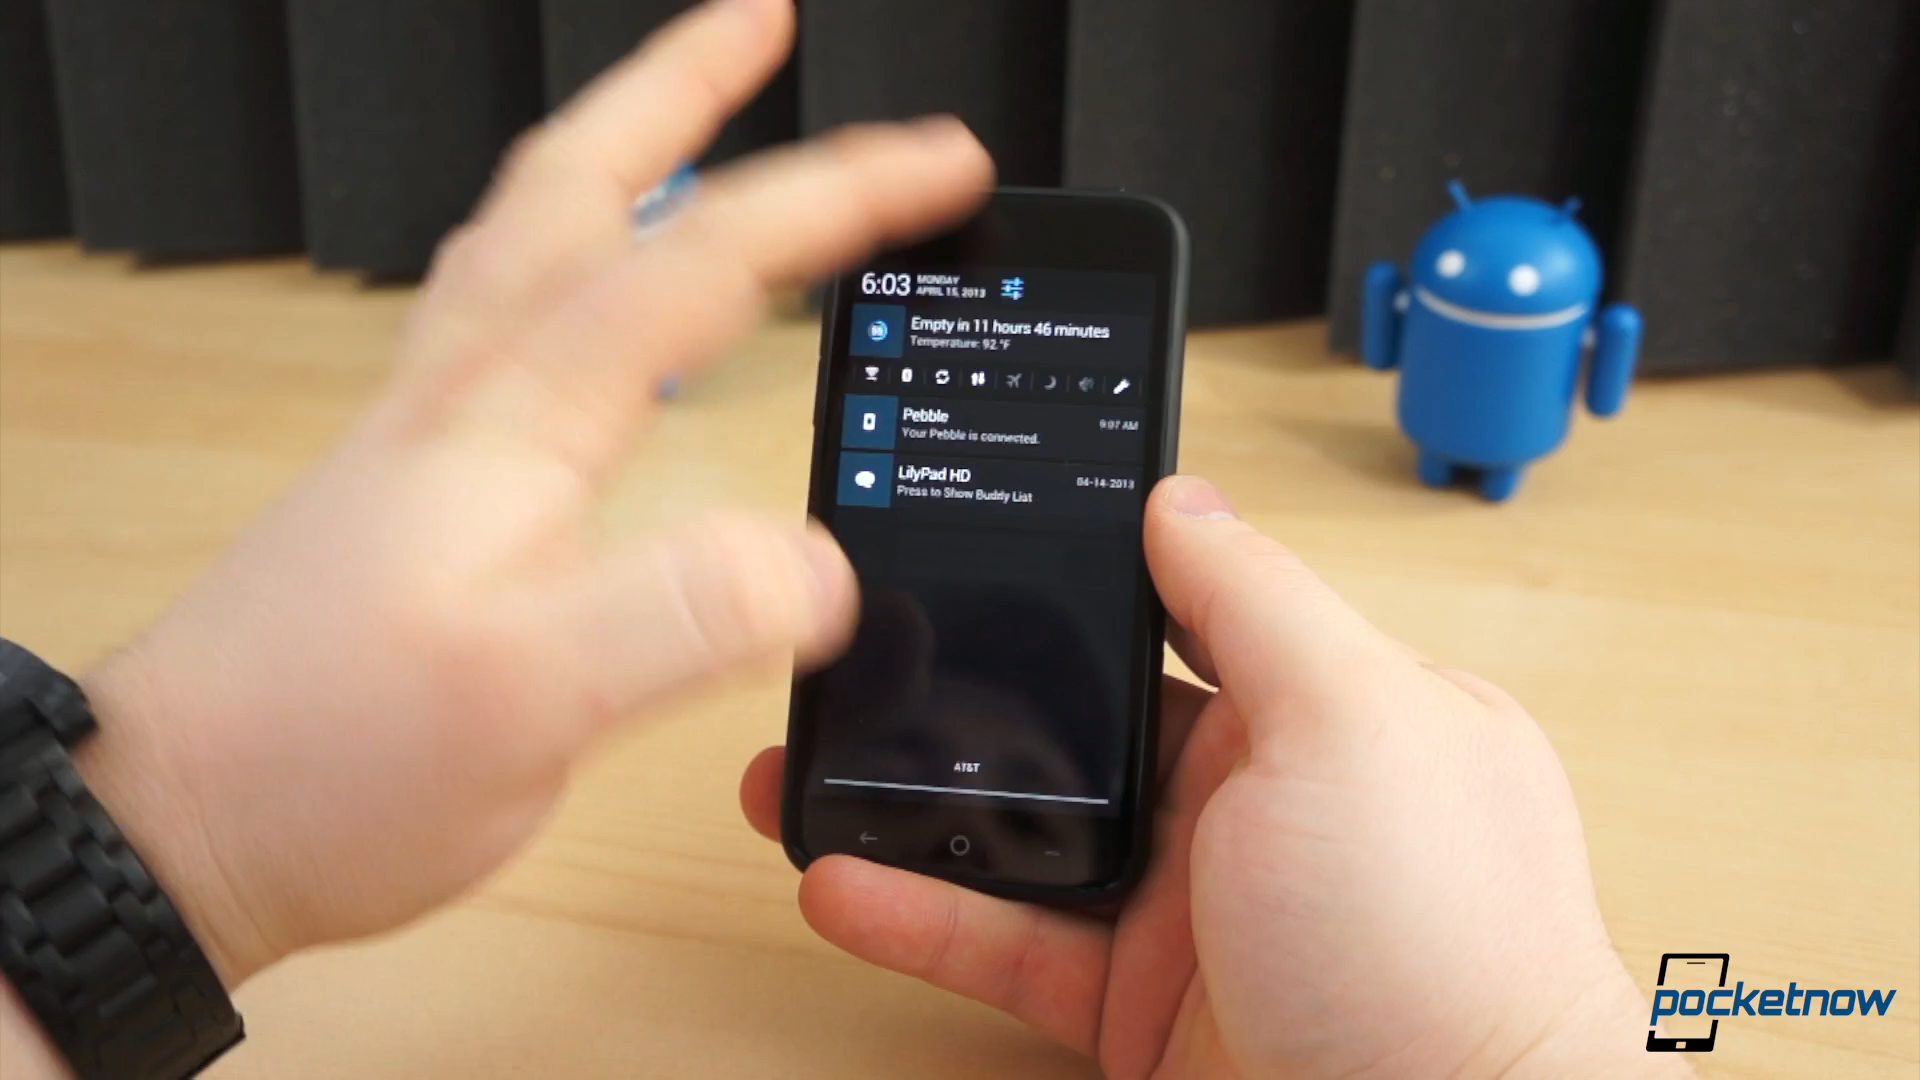 6:03 MONDAY
APRIL 15, 2013
Empty in 11 hours 46 minutes
Temperature: 92 °F
Pebble 9:07 AM
Your Pebble is connected.
LilyPad HD 04-14-2013
Press to Show Buddy List
AT&T
pocketnow